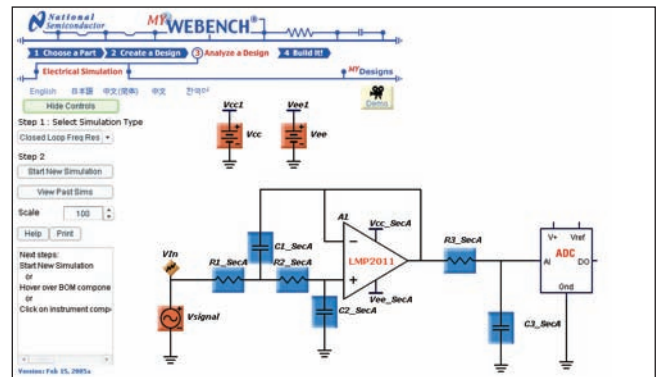 National Semiconductor
MY WEBENCH®
1 Choose a Part
2 Create a Design
3 Analyze a Design
4 Build It!
Electrical Simulation
MY Designs
English
日本語
中文(简体)
中文
한국어
Demo
Hide Controls
Step 1 : Select Simulation Type
Closed Loop Freq Res
Step 2
Start New Simulation
View Past Sims
Scale
100
Help
Print
Next steps:
Start New Simulation
or
Hover over BOM compone
or
Click on instrument comp
Version: Feb 15, 2005a
Vcc1
Vcc
Vee1
Vee
A1
Vcc_SecA
C1_SecA
LMP2011
VIn
R1_SecA
R2_SecA
Vee_SecA
C2_SecA
Vsignal
R3_SecA
C3_SecA
V+
Vref
AI
ADC
DO
Gnd